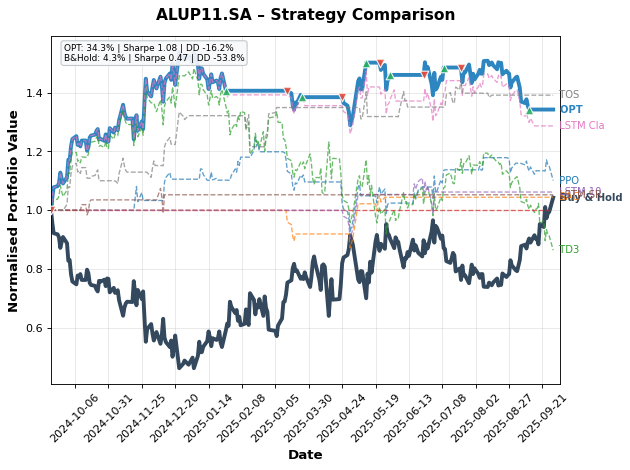 ALUP11.SA – Strategy Comparison
OPT: 34.3% | Sharpe 1.08 | DD -16.2%
B&Hold: 4.3% | Sharpe 0.47 | DD -53.8%
Normalised Portfolio Value
1.4
1.2
1.0
0.8
0.6
TOS
OPT
LSTM Cla
PPO
Buy & Hold
TD3
2024-10-06
2024-10-31
2024-11-25
2024-12-20
2025-01-14
2025-02-08
2025-03-05
2025-03-30
2025-04-24
2025-05-19
2025-06-13
2025-07-08
2025-08-02
2025-08-27
2025-09-21
Date